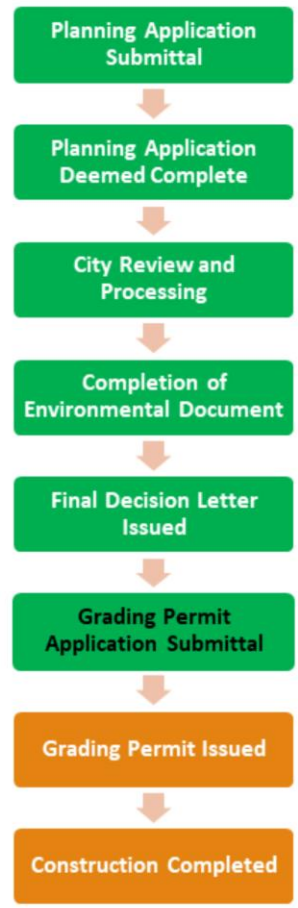 Planning Application
Submittal
Planning Application
Deemed Complete
City Review and
Processing
Completion of
Environmental Document
Final Decision Letter
Issued
Grading Permit
Application Submittal
Grading Permit Issued
Construction Completed